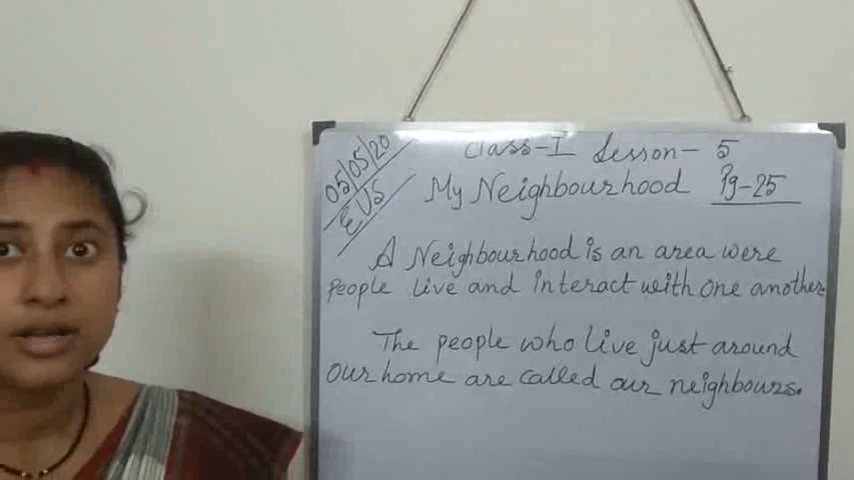 05/05/20
EVS
Class-I Lesson- 5
My Neighbourhood Pg-25
A Neighbourhood is an area were
people live and interact with one another
The people who live just around
our home are called our neighbours.